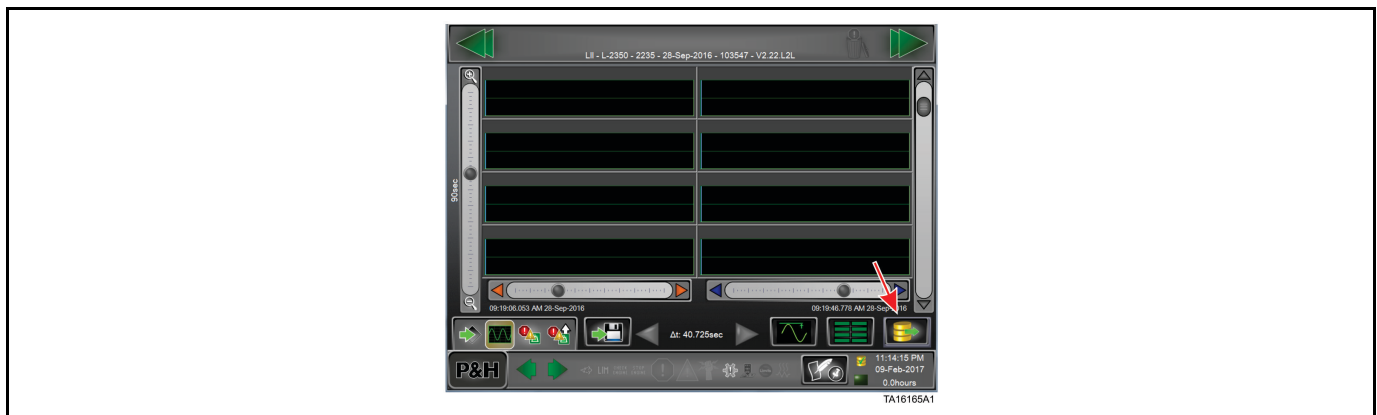 LII - L-2350 - 2235 - 28-Sep-2016 - 103547 - V2.22.L2L
90sec
09:19:06.053 AM 28-Sep-2016
09:19:46.778 AM 28-Sep-2016
Δt: 40.725sec
P&H
LIM
11:14:15 PM
09-Feb-2017
0.0hours
TA16165A1